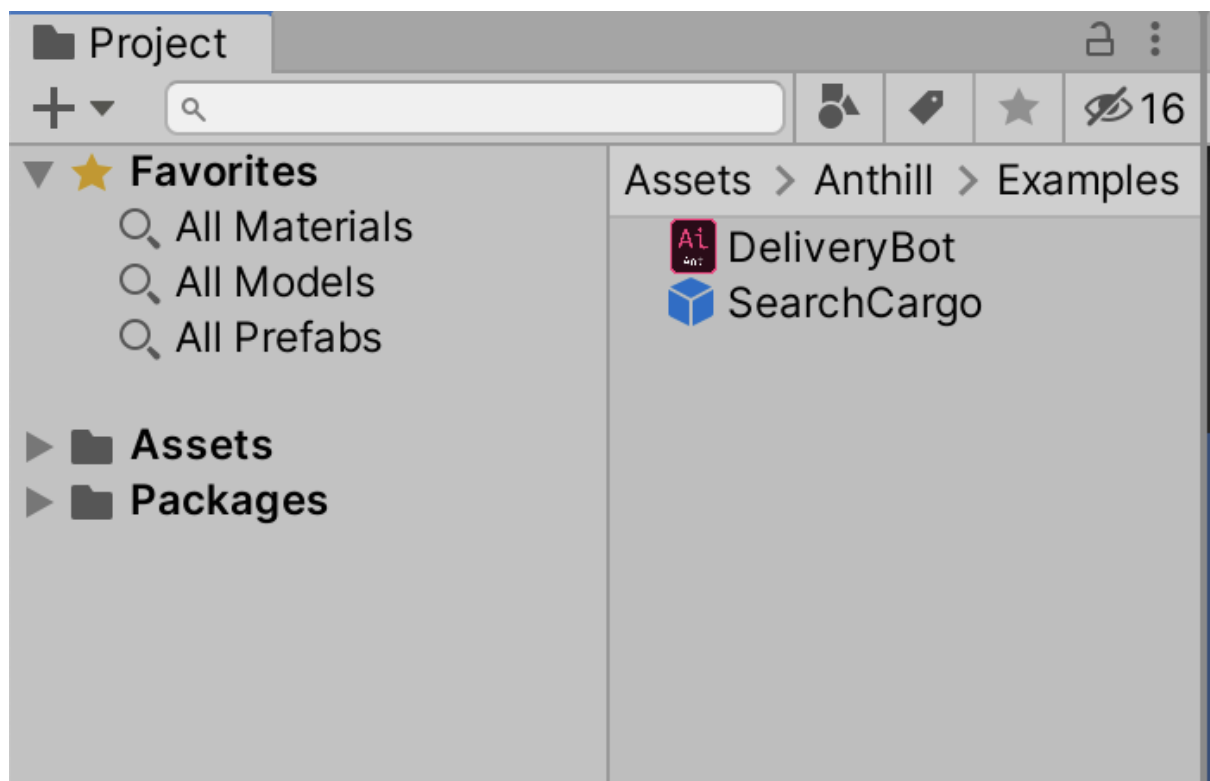 Project
16
Favorites
All Materials
All Models
All Prefabs
Assets
Packages
Assets > Anthill > Examples
Ai
Ant
DeliveryBot
SearchCargo